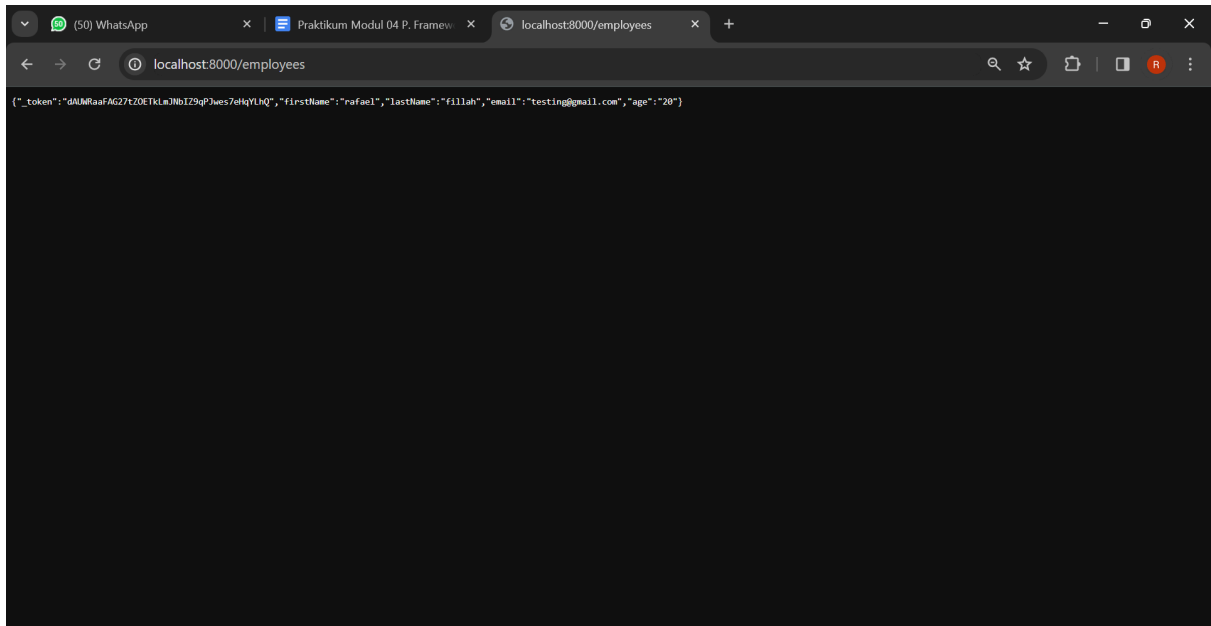 50 (50) WhatsApp
Praktikum Modul 04 P. Framew
localhost:8000/employees
localhost:8000/employees
R
{"_token":"dAUWRaaFAG27tZOETkLmJNbIZ9qPJwes7eHqYLhQ","firstName":"rafael","lastName":"fillah","email":"testing@gmail.com","age":"20"}